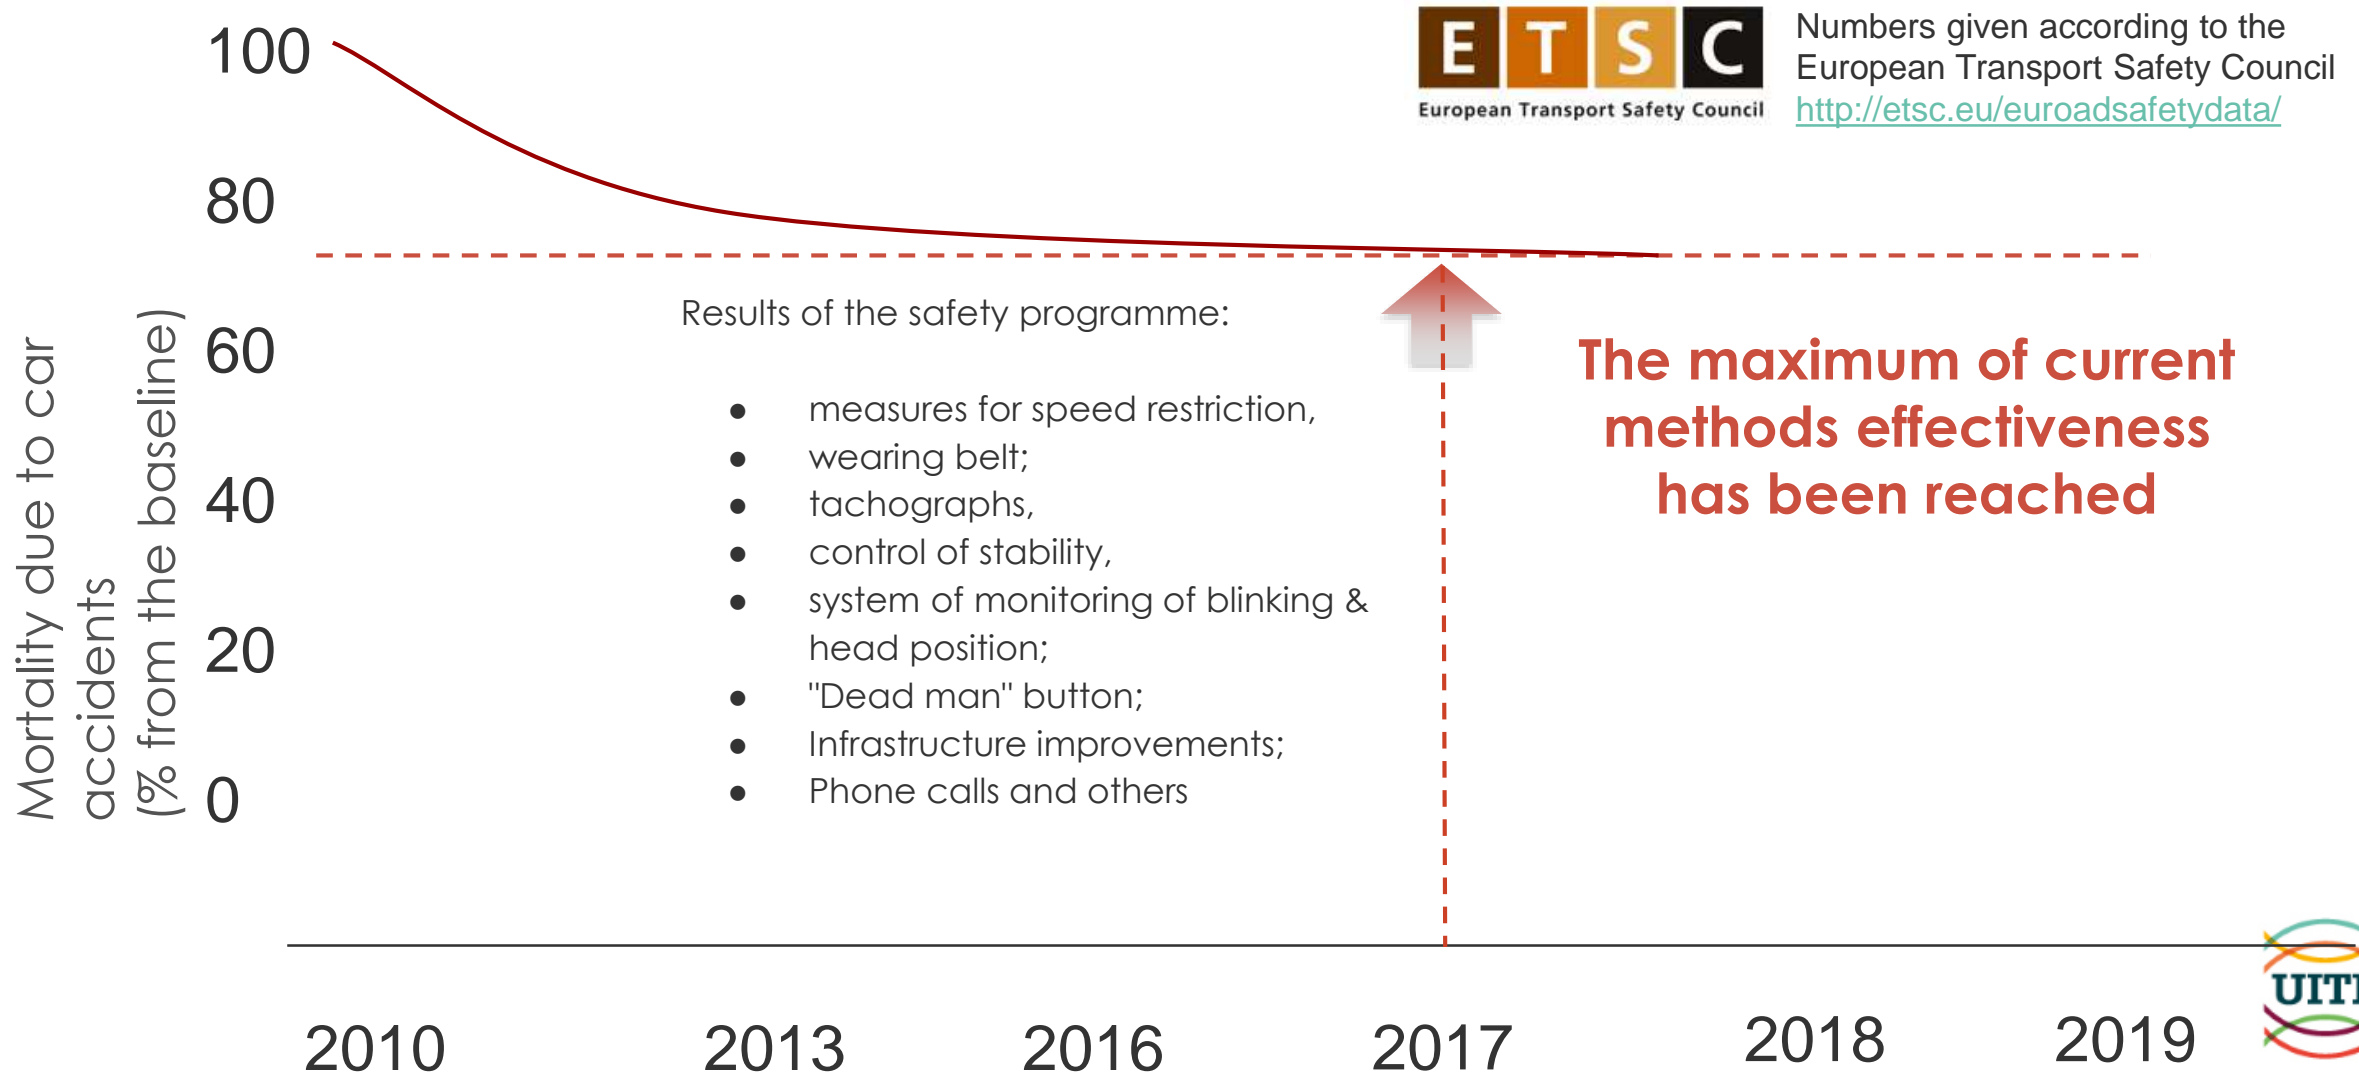 E T S C
European Transport Safety Council
Numbers given according to the
European Transport Safety Council
http://etsc.eu/euroadsafetydata/
100
80
60
40
20
0
Mortality due to car
accidents
(% from the baseline)
Results of the safety programme:
● measures for speed restriction,
● wearing belt;
● tachographs,
● control of stability,
● system of monitoring of blinking &
head position;
● "Dead man" button;
● Infrastructure improvements;
● Phone calls and others
The maximum of current
methods effectiveness
has been reached
2010 2013 2016 2017 2018 2019